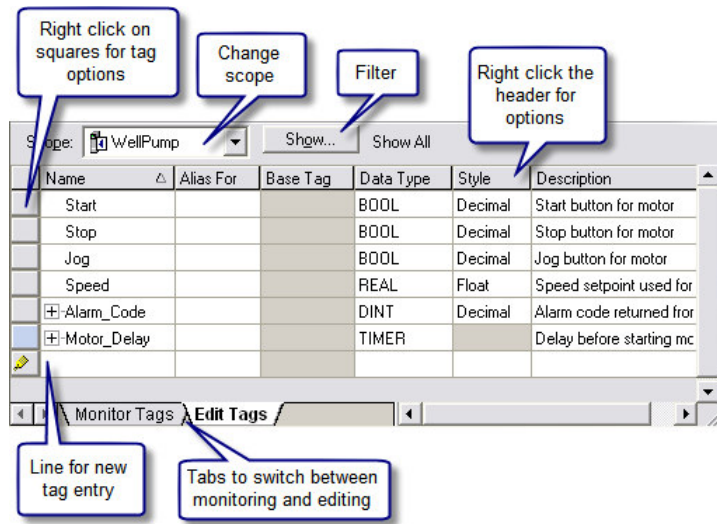 Right click on
squares for tag
options
Change
scope
Filter
Right click the
header for
options
Scope: WellPump Show... Show All
Name Alias For Base Tag Data Type Style Description
Start BOOL Decimal Start button for motor
Stop BOOL Decimal Stop button for motor
Jog BOOL Decimal Jog button for motor
Speed REAL Float Speed setpoint used for
Alarm_Code DINT Decimal Alarm code returned fror
Motor_Delay TIMER Delay before starting mc
Monitor Tags Edit Tags
Line for new
tag entry
Tabs to switch between
monitoring and editing